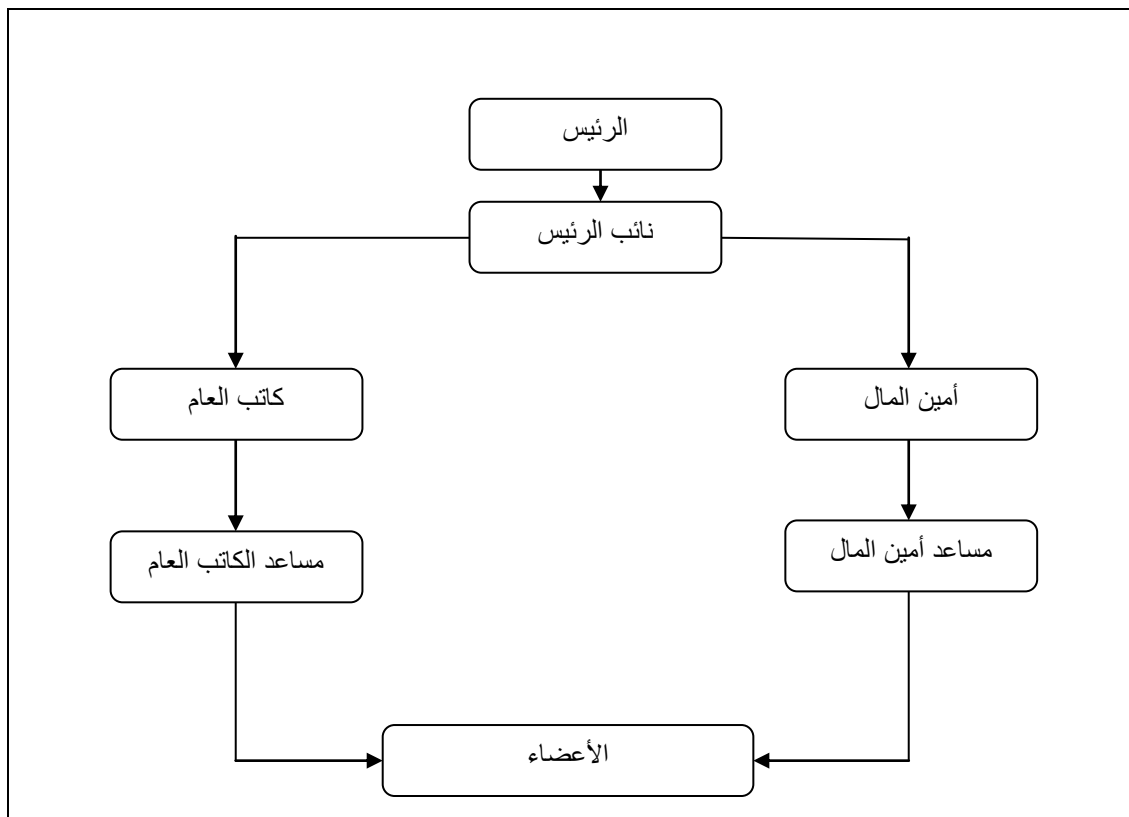 الرئيس
نائب الرئيس
أمين المال
كاتب العام
مساعد أمين المال
مساعد الكاتب العام
الأعضاء